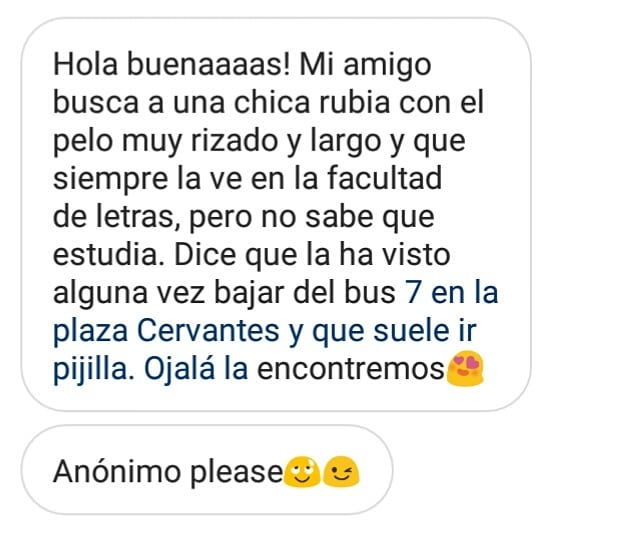 Hola buenaaaas! Mi amigo
busca a una chica rubia con el
pelo muy rizado y largo y que
siempre la ve en la facultad
de letras, pero no sabe que
estudia. Dice que la ha visto
alguna vez bajar del bus 7 en la
plaza Cervantes y que suele ir
pijilla. Ojalá la encontremos😍
Anónimo please🙄😉